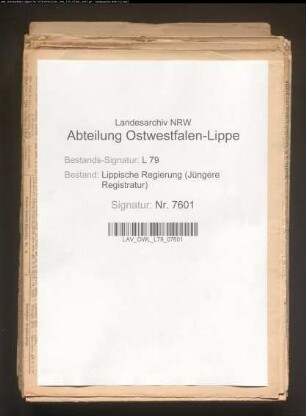 Landesarchiv NRW
Abteilung Ostwestfalen-Lippe
Bestands-Signatur: L 79
Bestand: Lippische Regierung (Jüngere
Registratur)
Signatur: Nr. 7601
LAV_OWL_L79_07601